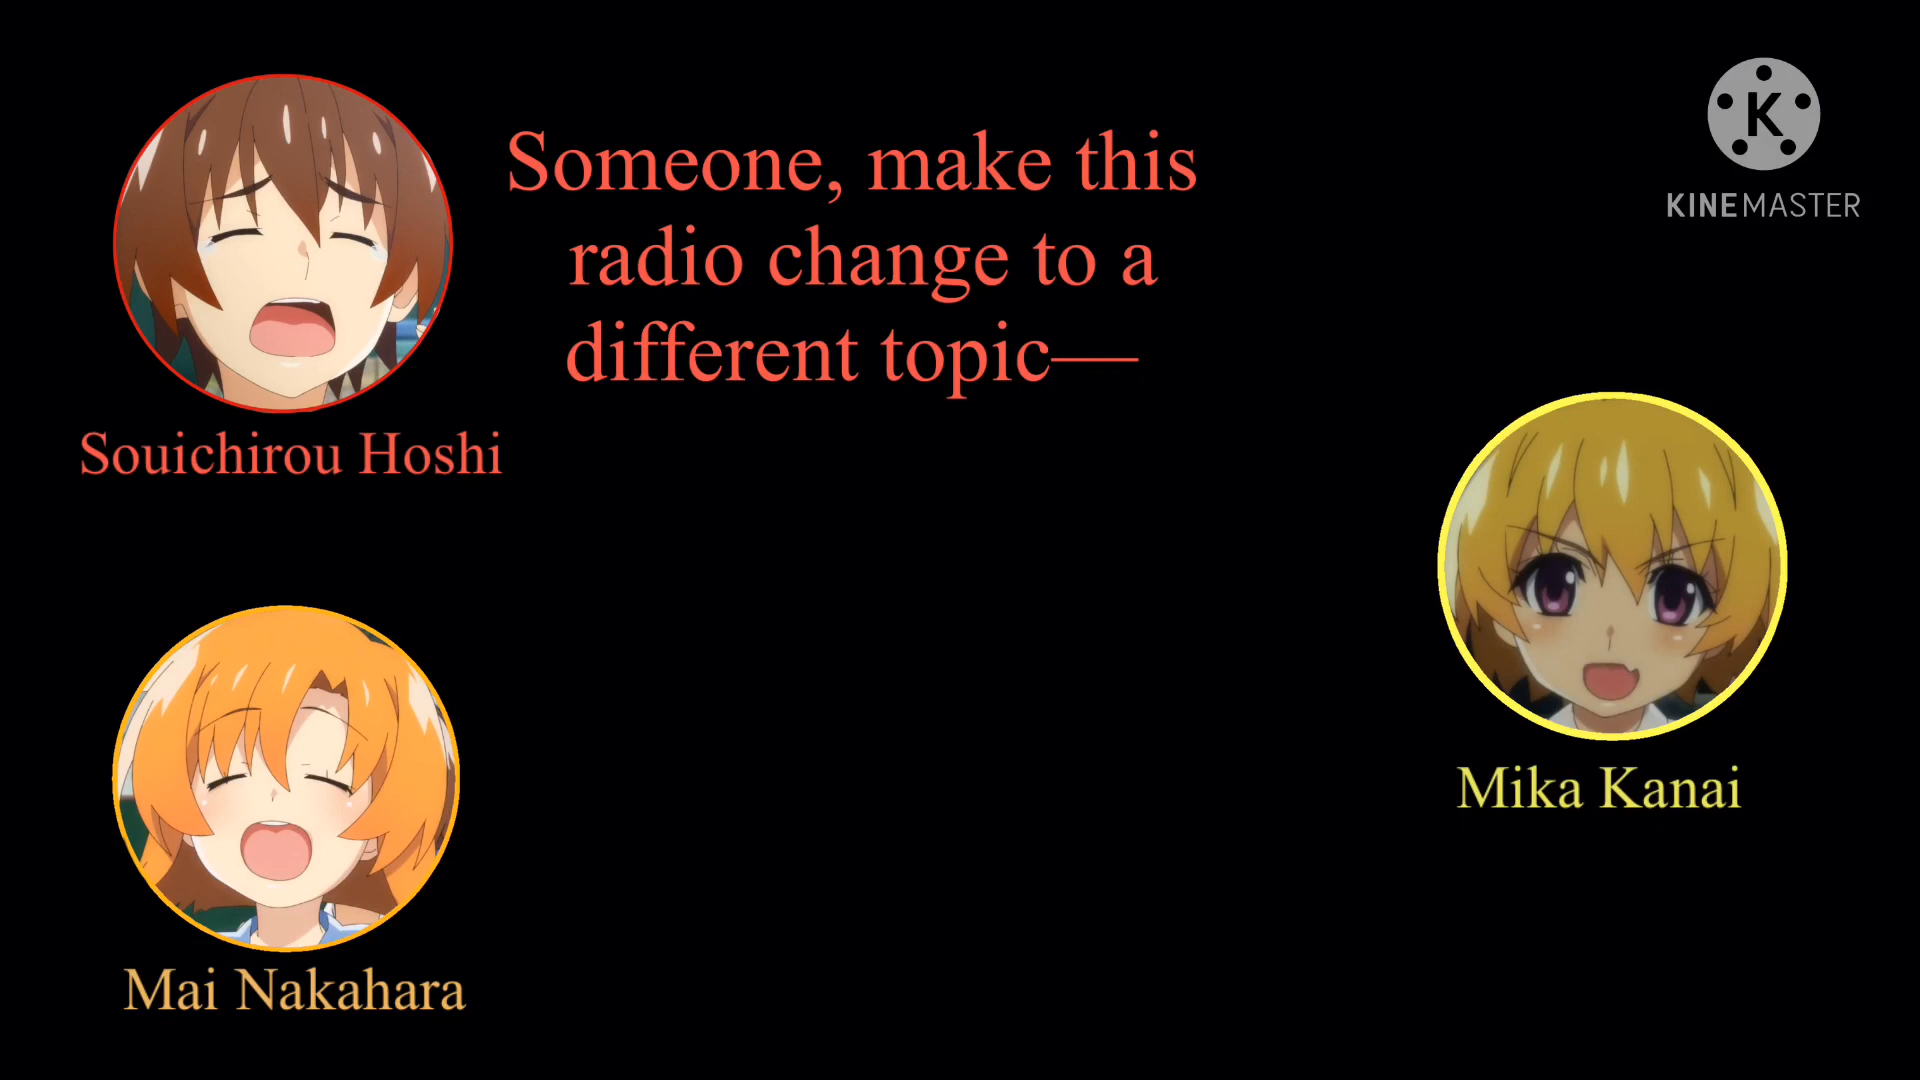 Someone, make this
radio change to a
different topic—
K
KINEMASTER
Souichirou Hoshi
Mika Kanai
Mai Nakahara